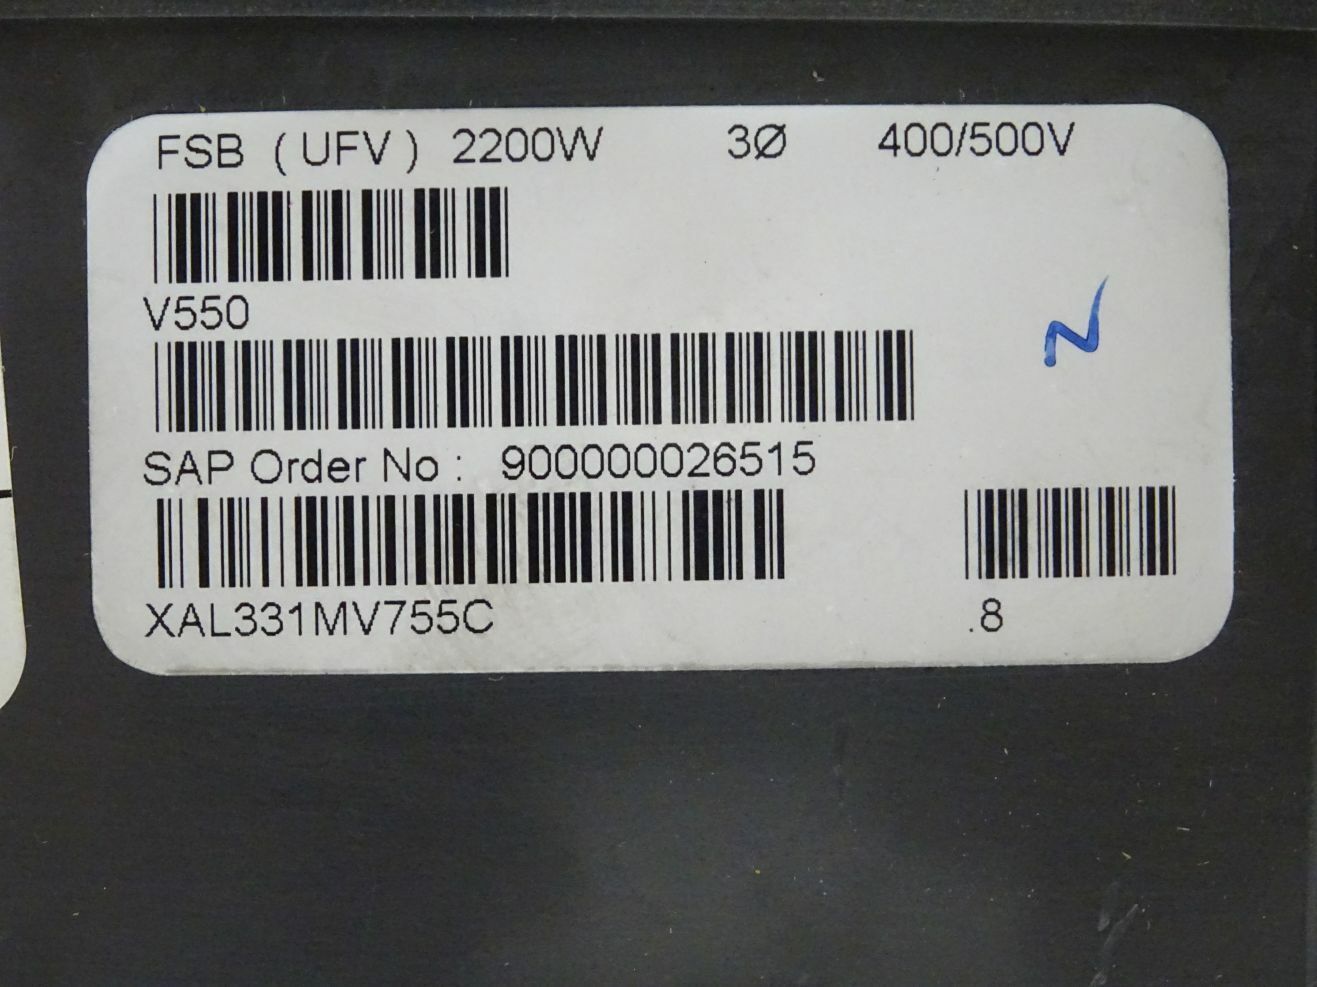 FSB ( UFV ) 2200W 3Ø 400/500V
V550
SAP Order No : 900000026515
XAL331MV755C .8